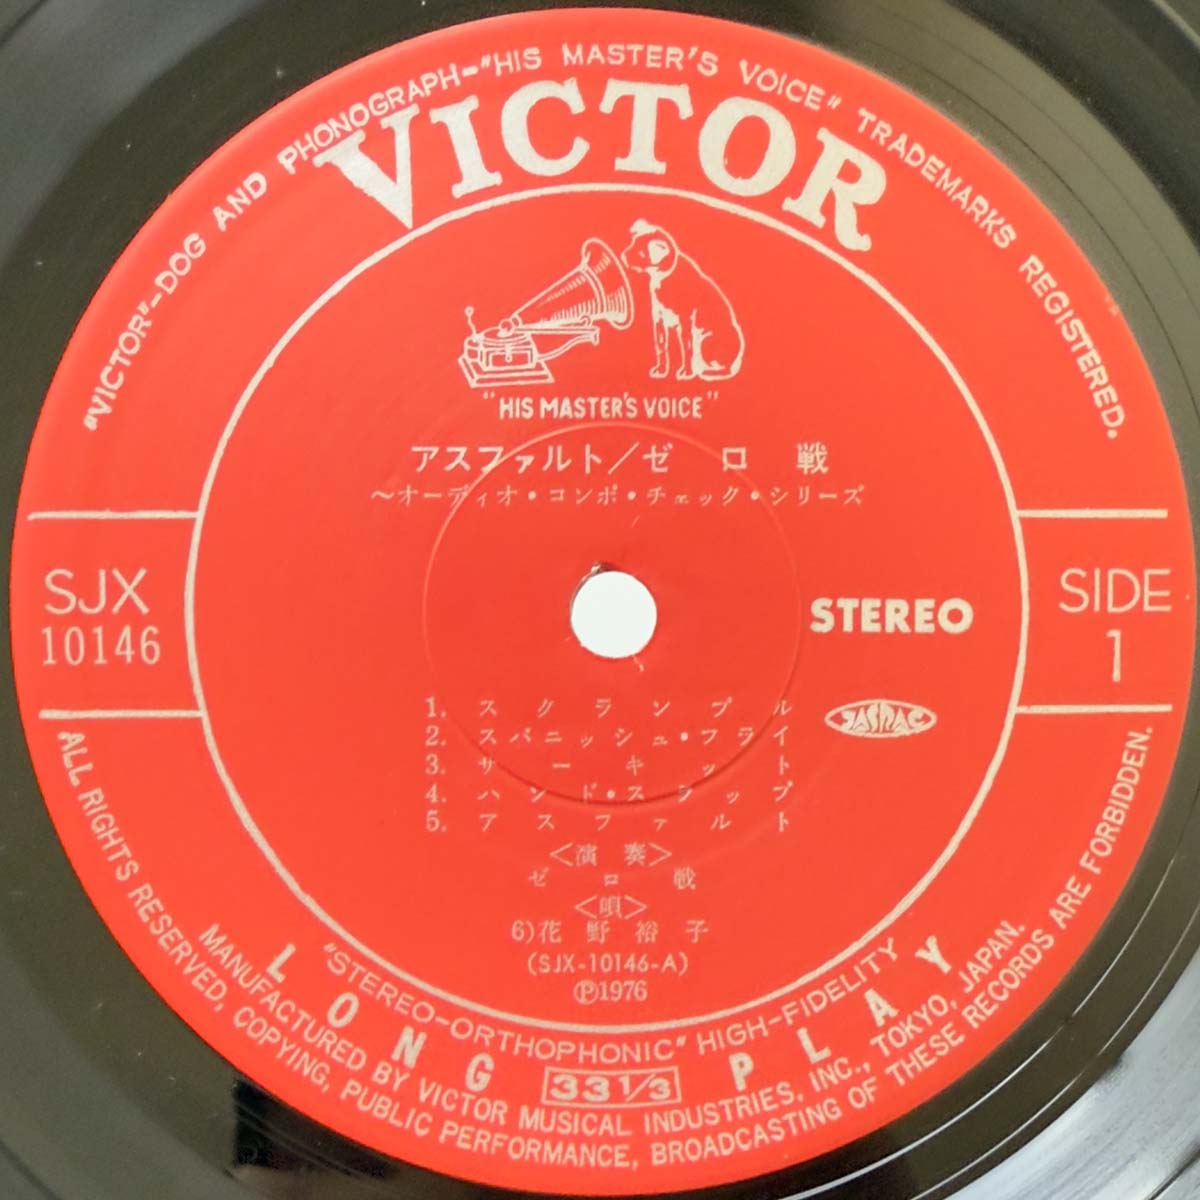 "VICTOR"-DOG AND PHONOGRAPH-"HIS MASTER'S VOICE" TRADEMARKS REGISTERED.
VICTOR
"HIS MASTER'S VOICE"
アスファルト/ゼロ戦
~オーディオ・コンポ・チェック・シリーズ
SJX
10146
STEREO
SIDE
1
JASRAC
1. スクランブル
2. スパニッシュ・フライ
3. サーキット
4. ハンド・スラップ
5. アスファルト
<演奏>
ゼロ戦
<唄>
6)花野裕子
(SJX-10146-A)
Ⓟ1976
"STEREO-ORTHOPHONIC" HIGH-FIDELITY
LONG 33 1/3 PLAY
MANUFACTURED BY VICTOR MUSICAL INDUSTRIES, INC., TOKYO, JAPAN.
ALL RIGHTS RESERVED, COPYING, PUBLIC PERFORMANCE, BROADCASTING OF THESE RECORDS ARE FORBIDDEN.